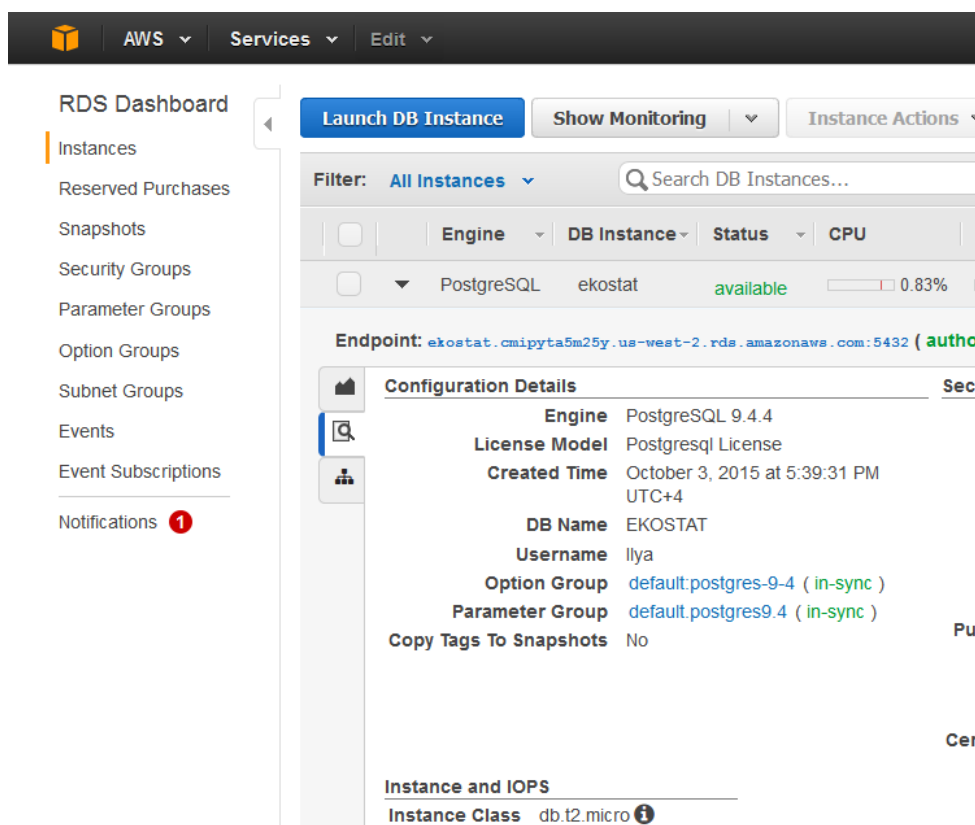 AWS Services Edit
RDS Dashboard
Instances
Reserved Purchases
Snapshots
Security Groups
Parameter Groups
Option Groups
Subnet Groups
Events
Event Subscriptions
Notifications 1
Launch DB Instance Show Monitoring Instance Actions
Filter: All Instances Search DB Instances...
Engine DB Instance Status CPU
PostgreSQL ekostat available 0.83%
Endpoint: ekostat.cmipyta5m25y.us-west-2.rds.amazonaws.com:5432 ( autho
Configuration Details Sec
Engine PostgreSQL 9.4.4
License Model Postgresql License
Created Time October 3, 2015 at 5:39:31 PM
UTC+4
DB Name EKOSTAT
Username Ilya
Option Group default:postgres-9-4 ( in-sync )
Parameter Group default.postgres9.4 ( in-sync )
Pu
Copy Tags To Snapshots No
Cer
Instance and IOPS
Instance Class db.t2.micro